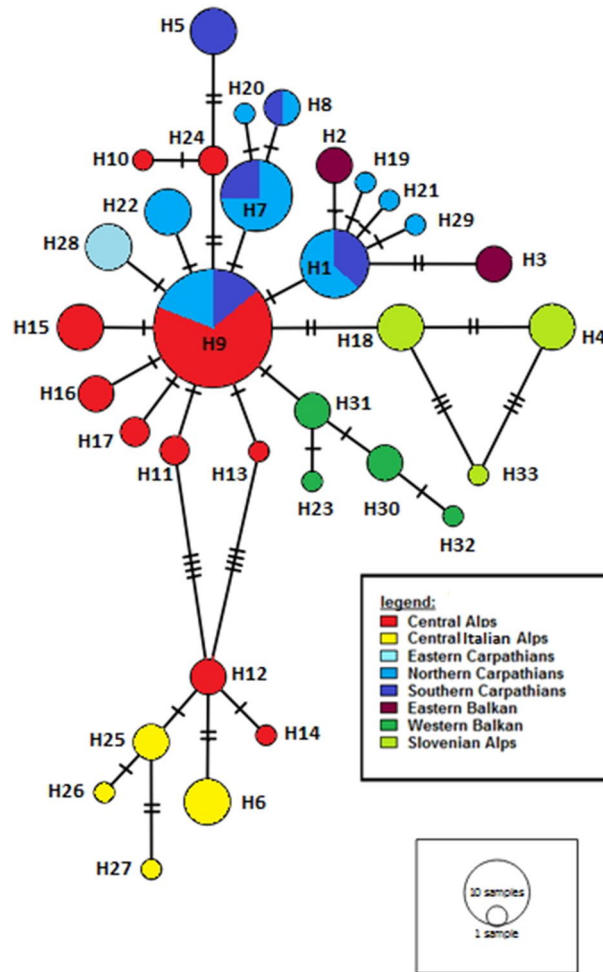 H5
H20
H8
H10
H24
H2
H19
H22
H7
H21
H28
H29
H1
H3
H15
H9
H18
H4
H16
H17
H11
H13
H31
H33
H23
H30
H32
H12
H25
H14
H26
H6
H27
legend:
Central Alps
Central Italian Alps
Eastern Carpathians
Northern Carpathians
Southern Carpathians
Eastern Balkan
Western Balkan
Slovenian Alps
10 samples
1 sample